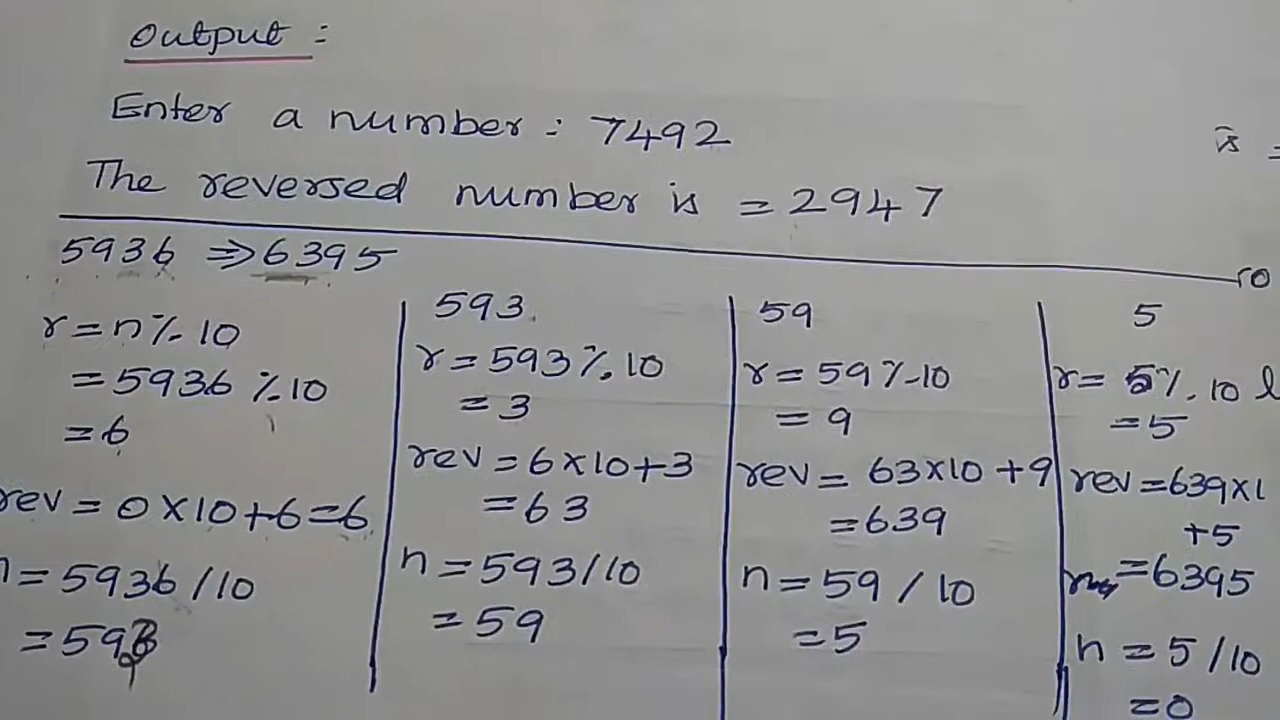 Output :
Enter a number : 7492
The reversed number is = 2947
5936 ⇒ 6395
r = n % 10
= 5936 % 10
= 6
rev = 0 × 10 + 6 = 6
n = 5936 / 10
= 593
593
r = 593 % 10
= 3
rev = 6 × 10 + 3
= 63
n = 593 / 10
= 59
59
r = 59 % 10
= 9
rev = 63 × 10 + 9
= 639
n = 59 / 10
= 5
5
r = 5 % 10
= 5
rev = 639 × 1
+ 5
= 6395
n = 5 / 10
= 0
is =